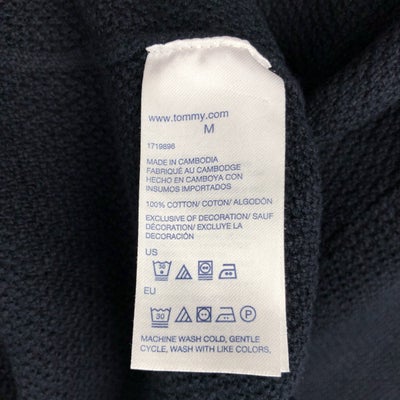 www.tommy.com
M
1719896
MADE IN CAMBODIA
FABRIQUÉ AU CAMBODGE
HECHO EN CAMBOYA CON
INSUMOS IMPORTADOS
100% COTTON/ COTON/ ALGODÓN
EXCLUSIVE OF DECORATION/ SAUF
DÉCORATION/ EXCLUYE LA
DECORACIÓN
US
30
EU
30 P
MACHINE WASH COLD, GENTLE
CYCLE, WASH WITH LIKE COLORS,